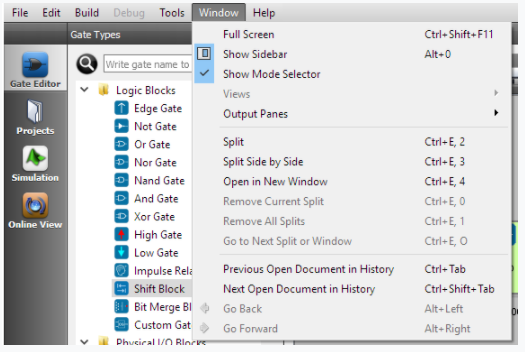 File Edit Build Debug Tools Window Help
Gate Types
Write gate name to
Gate Editor
Projects
Simulation
Online View
Logic Blocks
Edge Gate
Not Gate
Or Gate
Nor Gate
Nand Gate
And Gate
Xor Gate
High Gate
Low Gate
Impulse Rela
Shift Block
Bit Merge Bl
Custom Gat
Physical I/O Blocks
Full Screen Ctrl+Shift+F11
Show Sidebar Alt+0
Show Mode Selector
Views
Output Panes
Split Ctrl+E, 2
Split Side by Side Ctrl+E, 3
Open in New Window Ctrl+E, 4
Remove Current Split Ctrl+E, 0
Remove All Splits Ctrl+E, 1
Go to Next Split or Window Ctrl+E, O
Previous Open Document in History Ctrl+Tab
Next Open Document in History Ctrl+Shift+Tab
Go Back Alt+Left
Go Forward Alt+Right